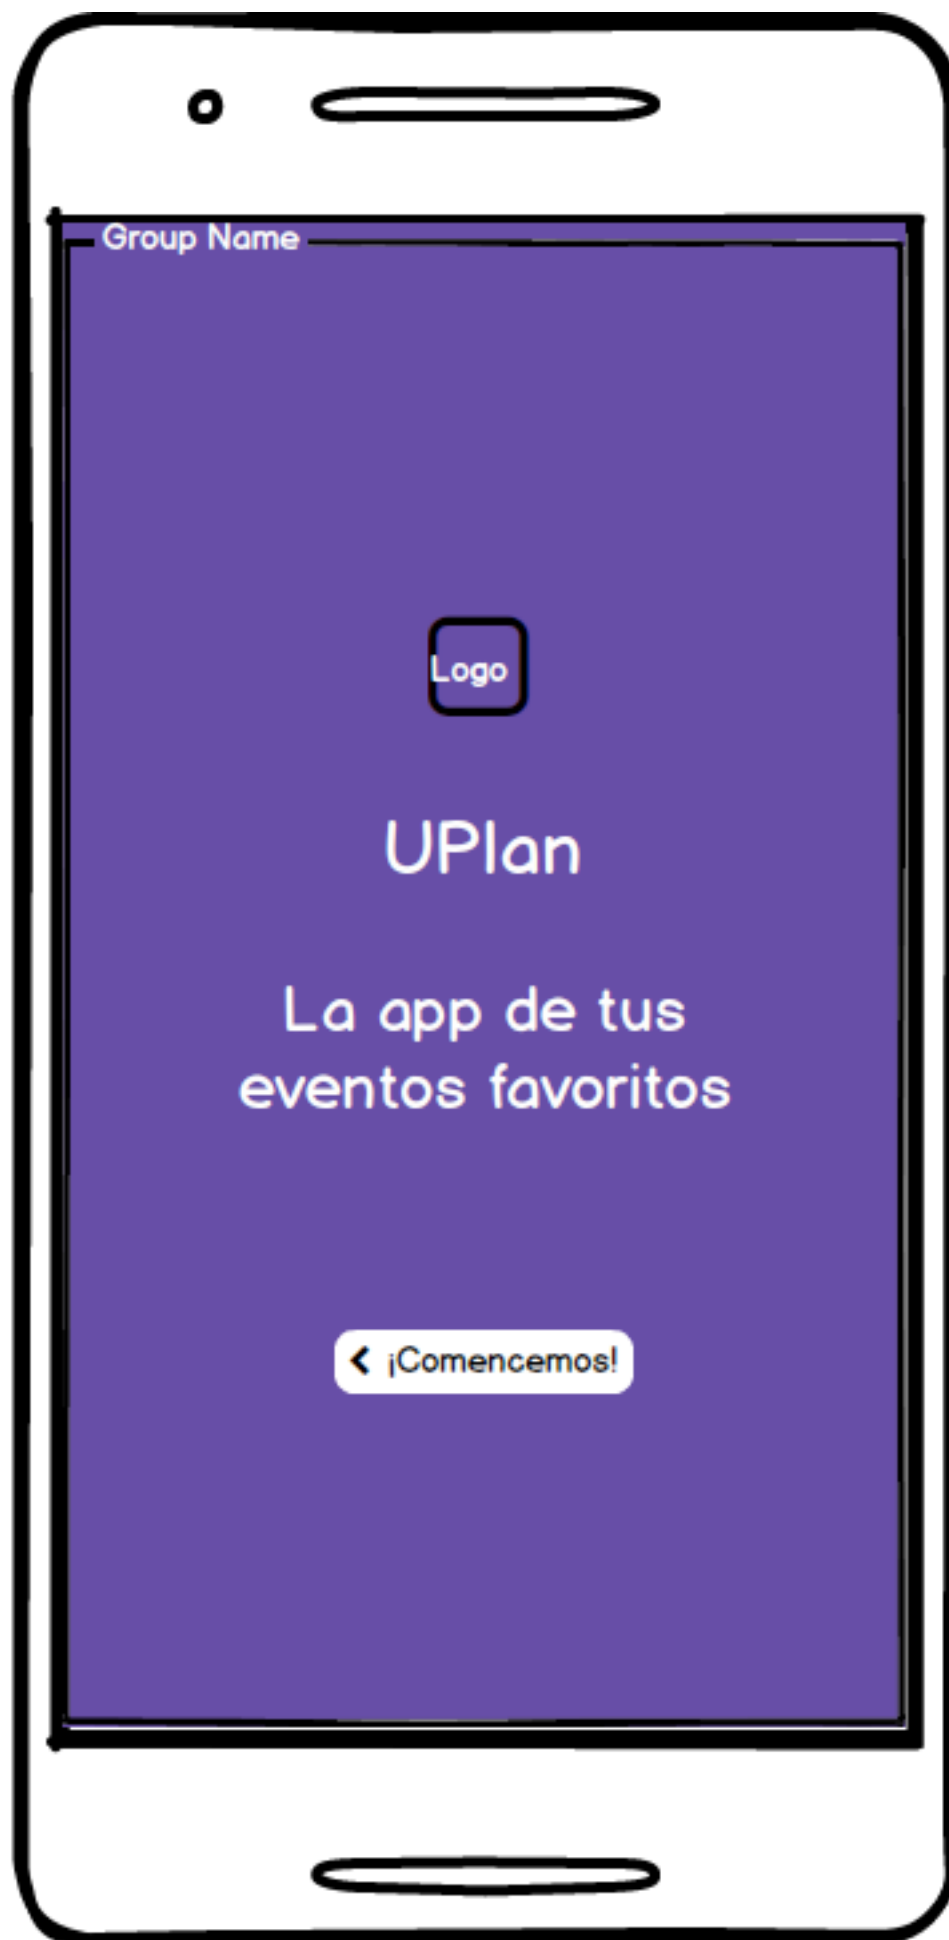 Group Name
Logo
UPlan
La app de tus
eventos favoritos
¡Comencemos!